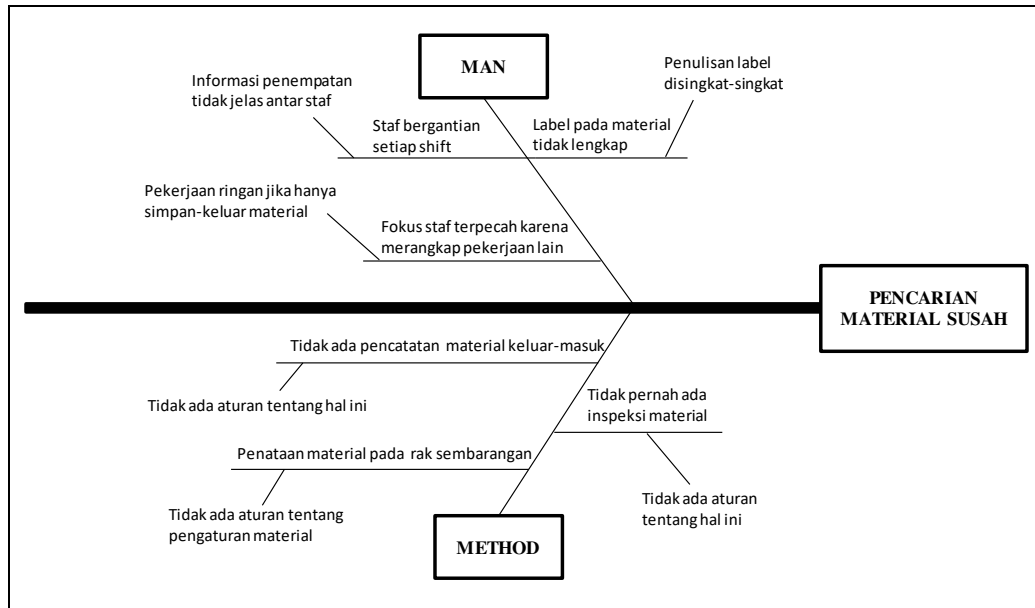 MAN
Penulisan label
disingkat-singkat
Informasi penempatan
tidak jelas antar staf
Staf bergantian
setiap shift
Label pada material
tidak lengkap
Pekerjaan ringan jika hanya
simpan-keluar material
Fokus staf terpecah karena
merangkap pekerjaan lain
PENCARIAN
MATERIAL SUSAH
Tidak ada pencatatan material keluar-masuk
Tidak ada aturan tentang hal ini
Tidak pernah ada
inspeksi material
Penataan material pada rak sembarangan
Tidak ada aturan
tentang hal ini
Tidak ada aturan tentang
pengaturan material
METHOD